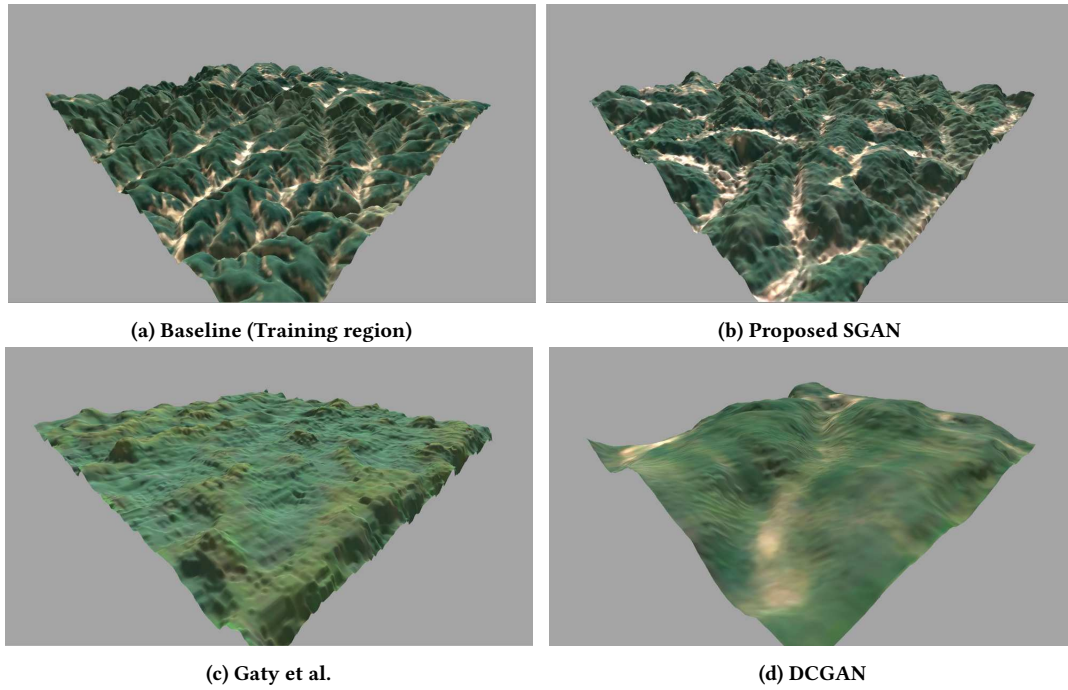 (a) Baseline (Training region)
(b) Proposed SGAN
(c) Gaty et al.
(d) DCGAN